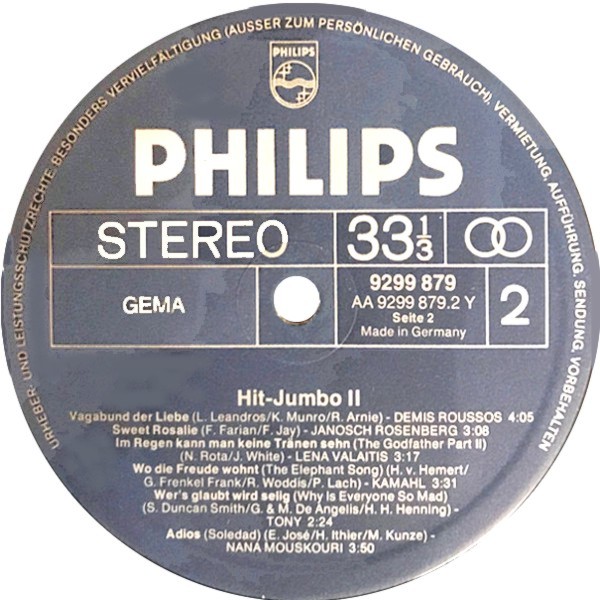 URHEBER- UND LEISTUNGSSCHUTZRECHTE BESONDERS VERVIELFÄLTIGUNG (AUSSER ZUM PERSÖNLICHEN GEBRAUCH), VERMIETUNG, AUFFÜHRUNG, SENDUNG, VORBEHALTEN
PHILIPS
PHILIPS
STEREO
33 1/3
GEMA
9299 879
AA 9299 879.2 Y
Seite 2
Made in Germany
2
Hit-Jumbo II
Vagabund der Liebe (L. Leandros/K. Munro/R. Arnie) - DEMIS ROUSSOS 4:05
Sweet Rosalie (F. Farian/F. Jay) - JANOSCH ROSENBERG 3:08
Im Regen kann man keine Tränen sehn (The Godfather Part II)
(N. Rota/J. White) - LENA VALAITIS 3:17
Wo die Freude wohnt (The Elephant Song) (H. v. Hemert/
G. Frenkel Frank/R. Woddis/P. Lach) - KAMAHL 3:31
Wer's glaubt wird selig (Why Is Everyone So Mad)
(S. Duncan Smith/G. & M. De Angelis/H. H. Henning) -
TONY 2:24
Adios (Soledad) (E. José/H. Ithier/M. Kunze) -
NANA MOUSKOURI 3:50